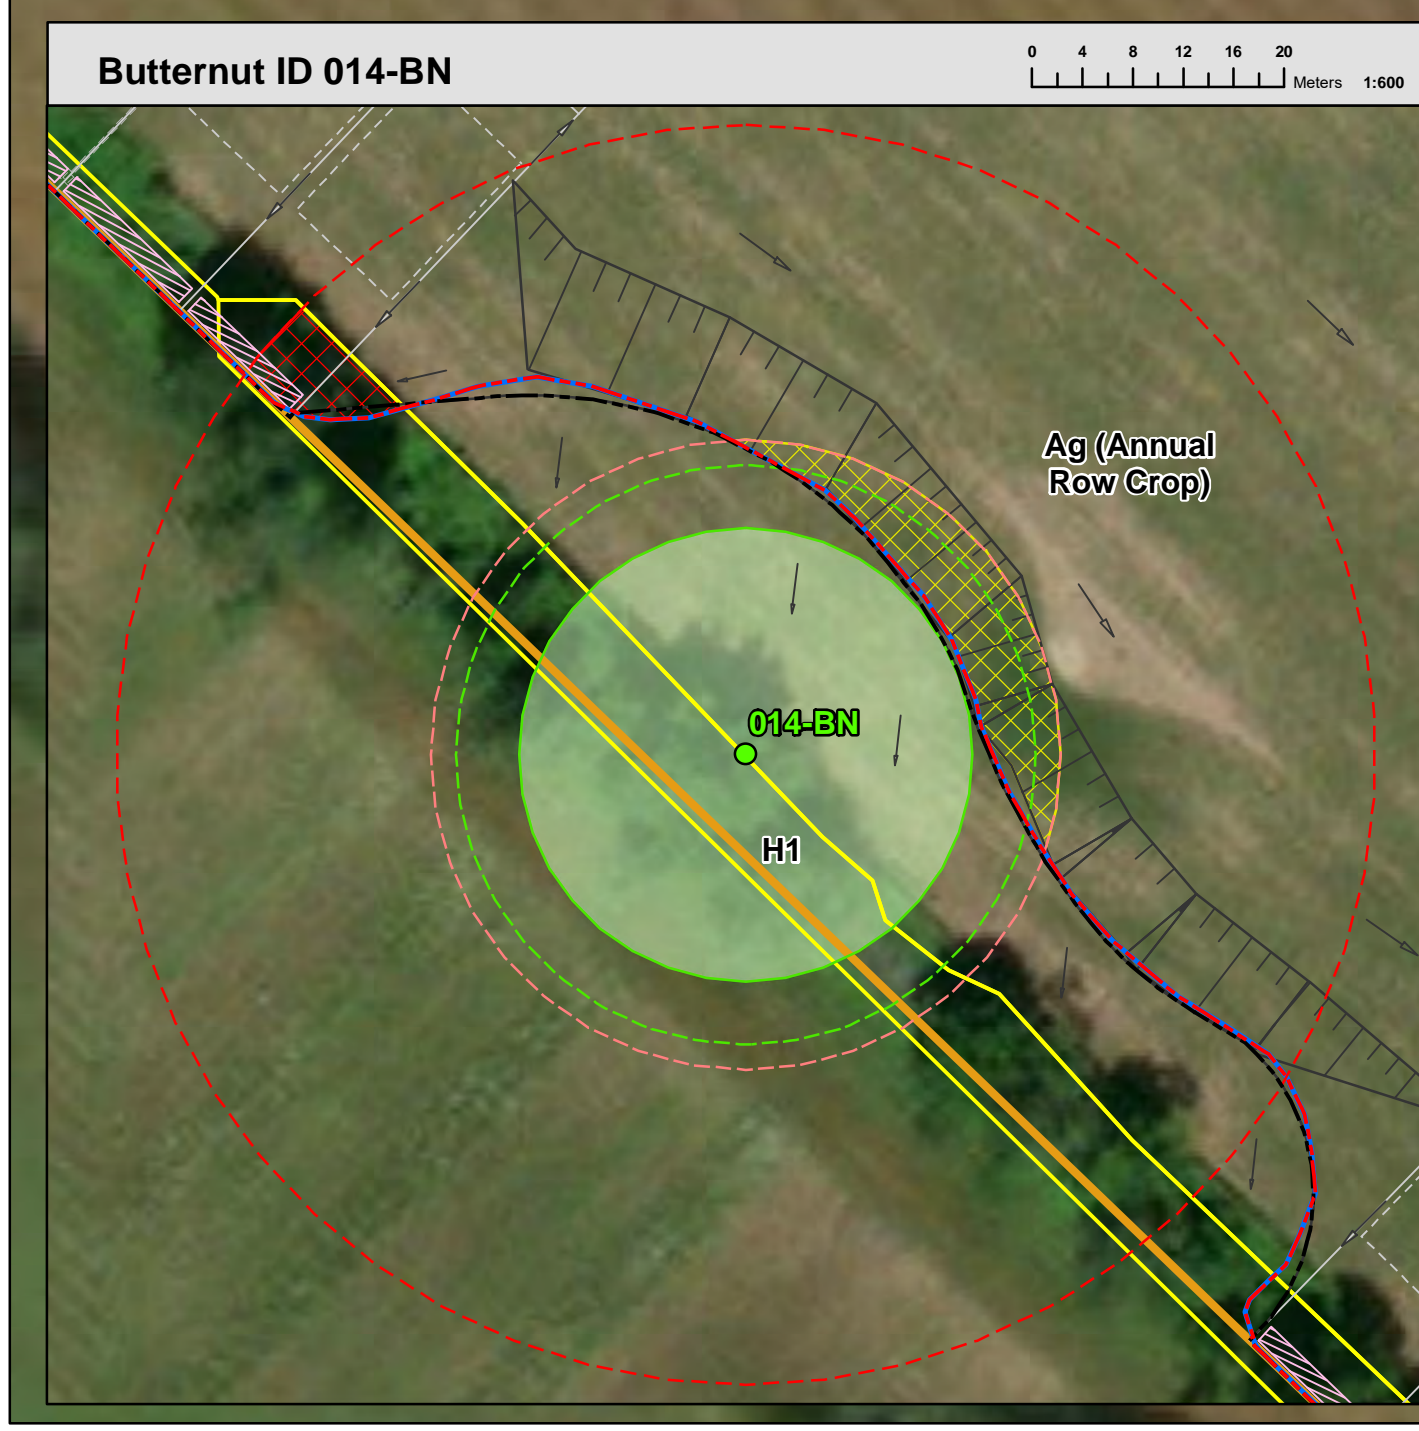 Butternut ID 014-BN
0 4 8 12 16 20
Meters 1:600
Ag (Annual
Row Crop)
014-BN
H1